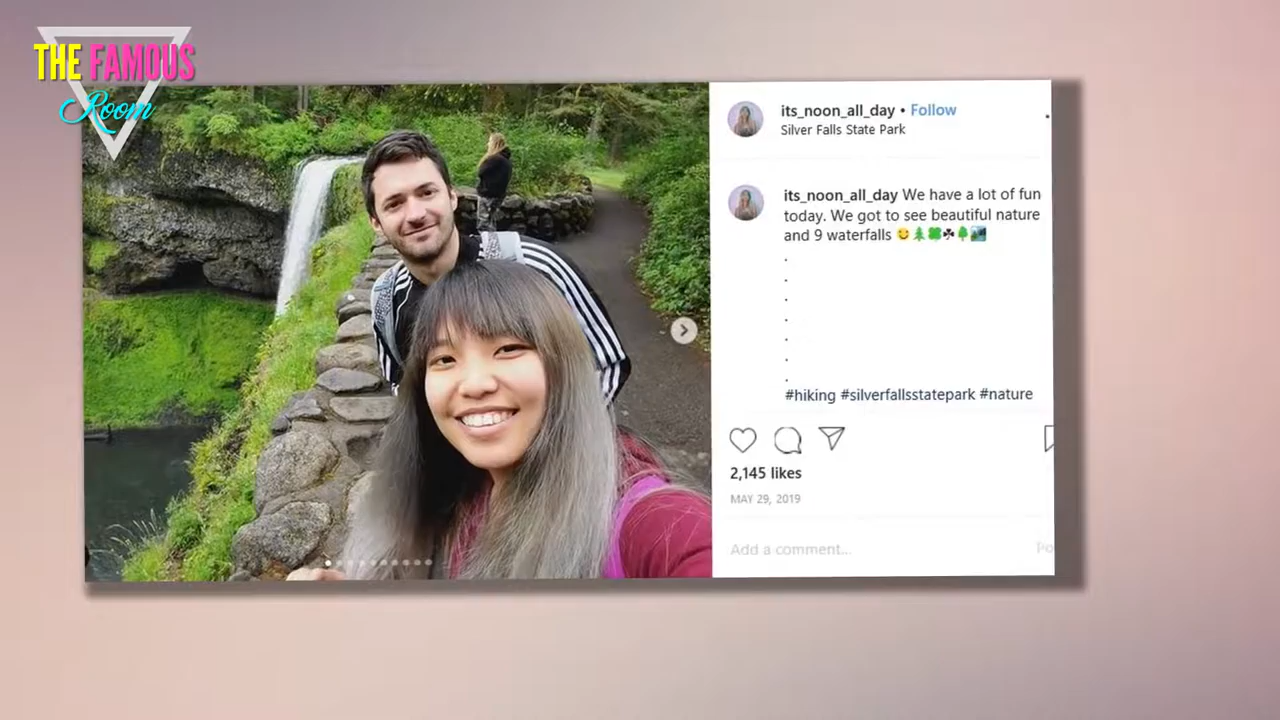 THE FAMOUS
Room
its_noon_all_day • Follow
Silver Falls State Park
its_noon_all_day We have a lot of fun
today. We got to see beautiful nature
and 9 waterfalls 😃🌲🍀☘🌳🏞
.
.
.
.
.
.
.
#hiking #silverfallsstatepark #nature
2,145 likes
MAY 29, 2019
Add a comment... Po